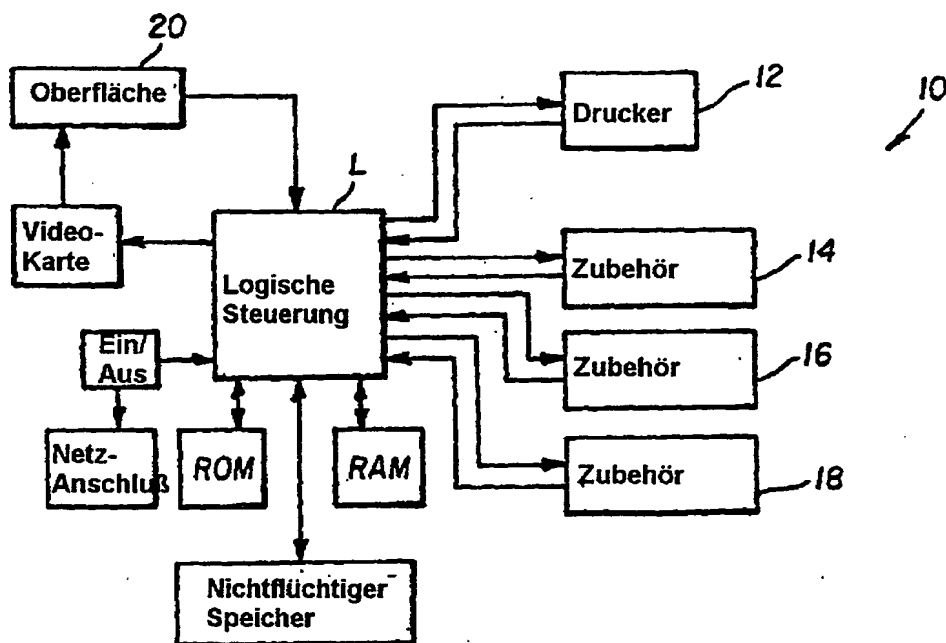 20
Oberfläche
12
Drucker
10
L
Video-
Karte
Logische
Steuerung
Zubehör
14
Ein/
Aus
Zubehör
16
Netz-
Anschluß
ROM
RAM
Zubehör
18
Nichtflüchtiger
Speicher